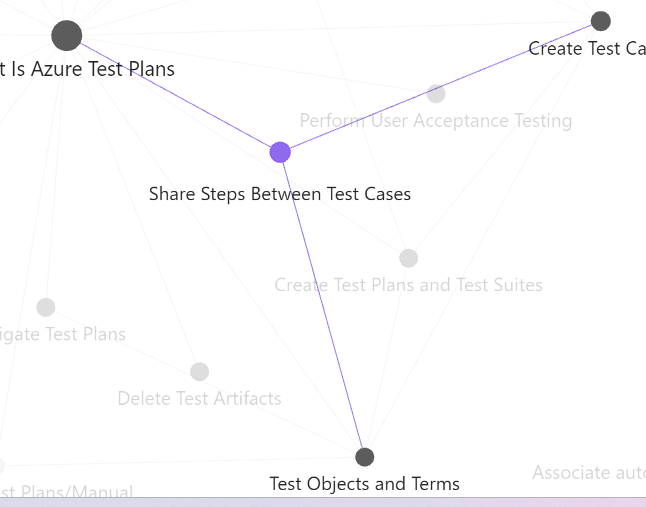 Create Test Ca
t Is Azure Test Plans
Perform User Acceptance Testing
Share Steps Between Test Cases
Create Test Plans and Test Suites
igate Test Plans
Delete Test Artifacts
Associate auto
Test Objects and Terms
st Plans/Manual